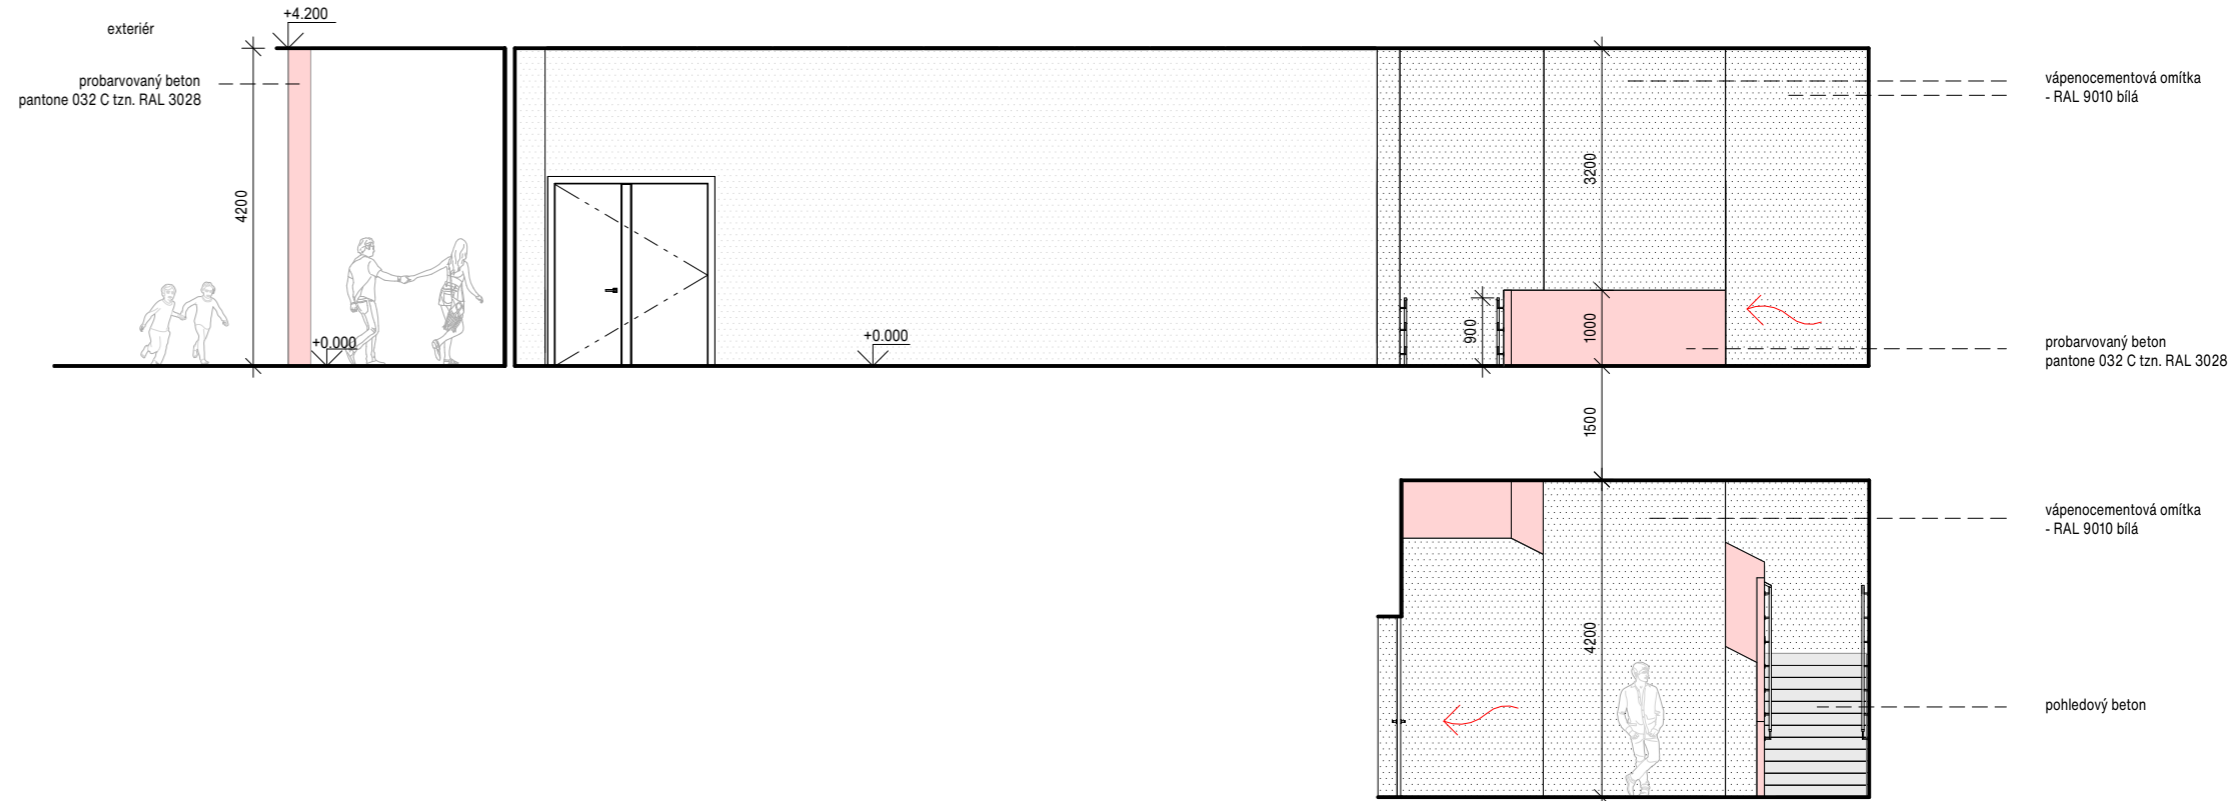 +4.200
exteriér
probarvovaný beton
pantone 032 C tzn. RAL 3028
4200
+0.000
+0.000
vápenocementová omítka
- RAL 9010 bílá
3200
900
1000
probarvovaný beton
pantone 032 C tzn. RAL 3028
1500
vápenocementová omítka
- RAL 9010 bílá
4200
pohledový beton